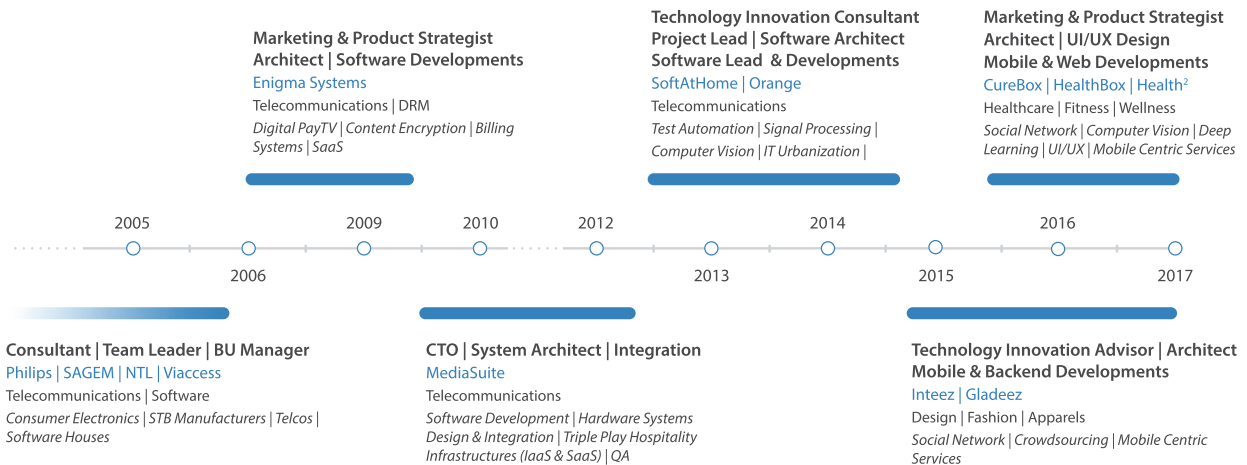 Marketing & Product Strategist
Architect | Software Developments
Enigma Systems
Telecommunications | DRM
Digital PayTV | Content Encryption | Billing
Systems | SaaS
Technology Innovation Consultant
Project Lead | Software Architect
Software Lead & Developments
SoftAtHome | Orange
Telecommunications
Test Automation | Signal Processing |
Computer Vision | IT Urbanization |
Marketing & Product Strategist
Architect | UI/UX Design
Mobile & Web Developments
CureBox | HealthBox | Health²
Healthcare | Fitness | Wellness
Social Network | Computer Vision | Deep
Learning | UI/UX | Mobile Centric Services
2005
2009
2010
2012
2014
2016
2006
2013
2015
2017
Consultant | Team Leader | BU Manager
Philips | SAGEM | NTL | Viaccess
Telecommunications | Software
Consumer Electronics | STB Manufacturers | Telcos |
Software Houses
CTO | System Architect | Integration
MediaSuite
Telecommunications
Software Development | Hardware Systems
Design & Integration | Triple Play Hospitality
Infrastructures (IaaS & SaaS) | QA
Technology Innovation Advisor | Architect
Mobile & Backend Developments
Inteez | Gladeez
Design | Fashion | Apparels
Social Network | Crowdsourcing | Mobile Centric
Services